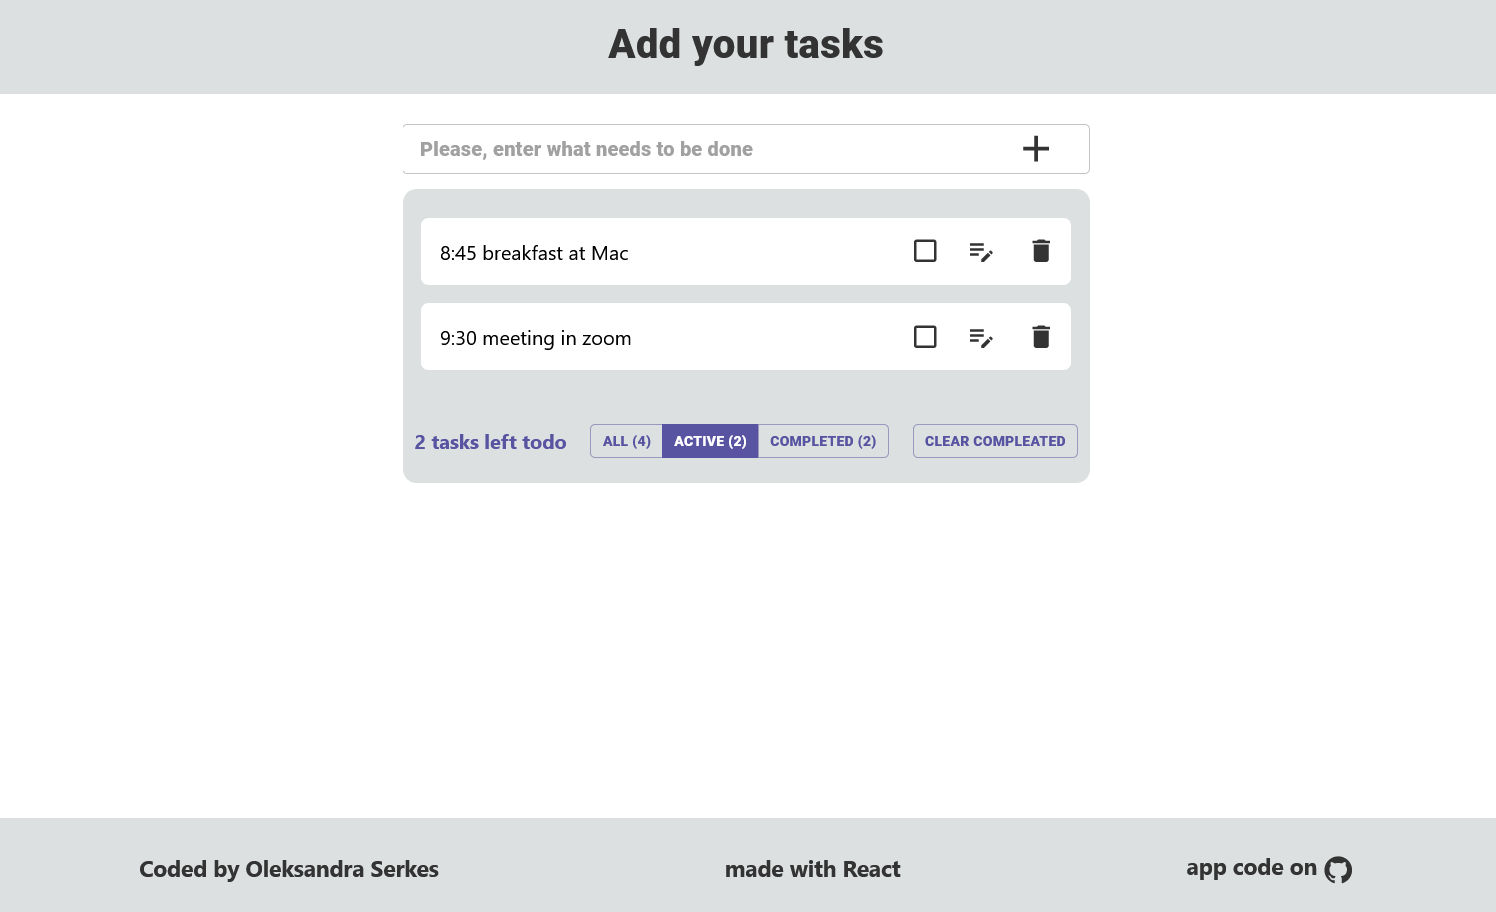 Add your tasks
Please, enter what needs to be done
8:45 breakfast at Mac
9:30 meeting in zoom
2 tasks left todo ALL (4) ACTIVE (2) COMPLETED (2) CLEAR COMPLEATED
Coded by Oleksandra Serkes made with React app code on